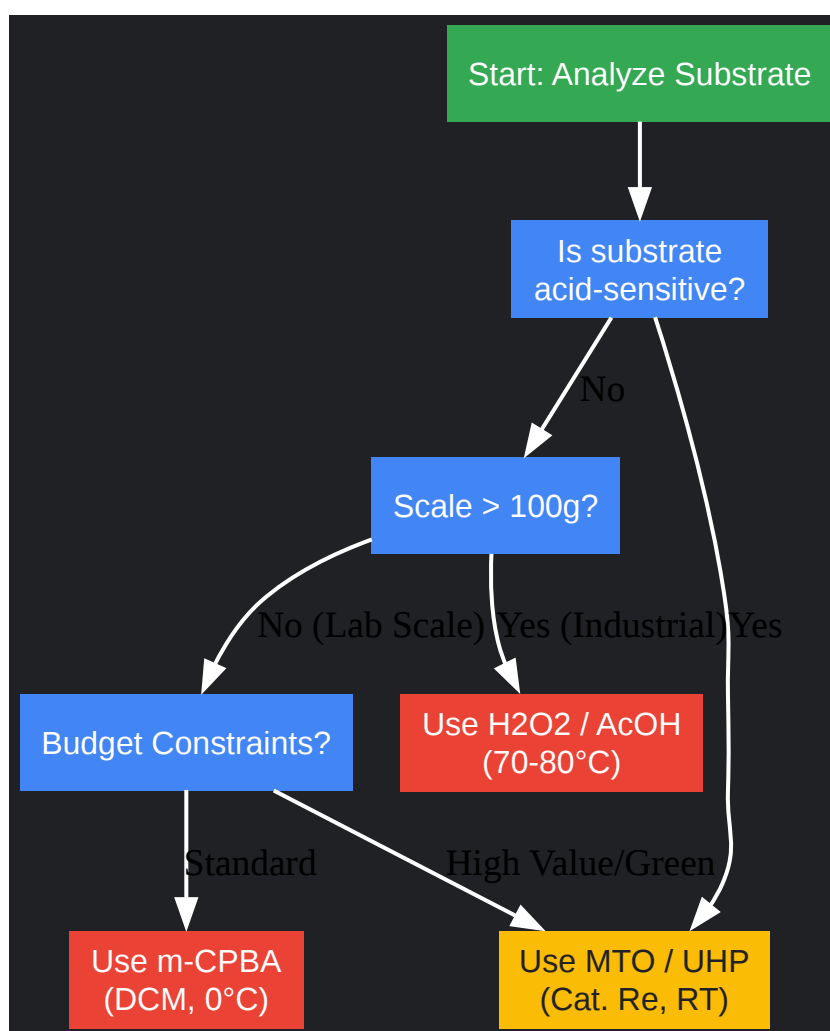 Start: Analyze Substrate
Is substrate
acid-sensitive?
No
Scale > 100g?
No (Lab Scale)
Yes (Industrial)
Yes
Budget Constraints?
Use H2O2 / AcOH
(70-80°C)
Standard
High Value/Green
Use m-CPBA
(DCM, 0°C)
Use MTO / UHP
(Cat. Re, RT)